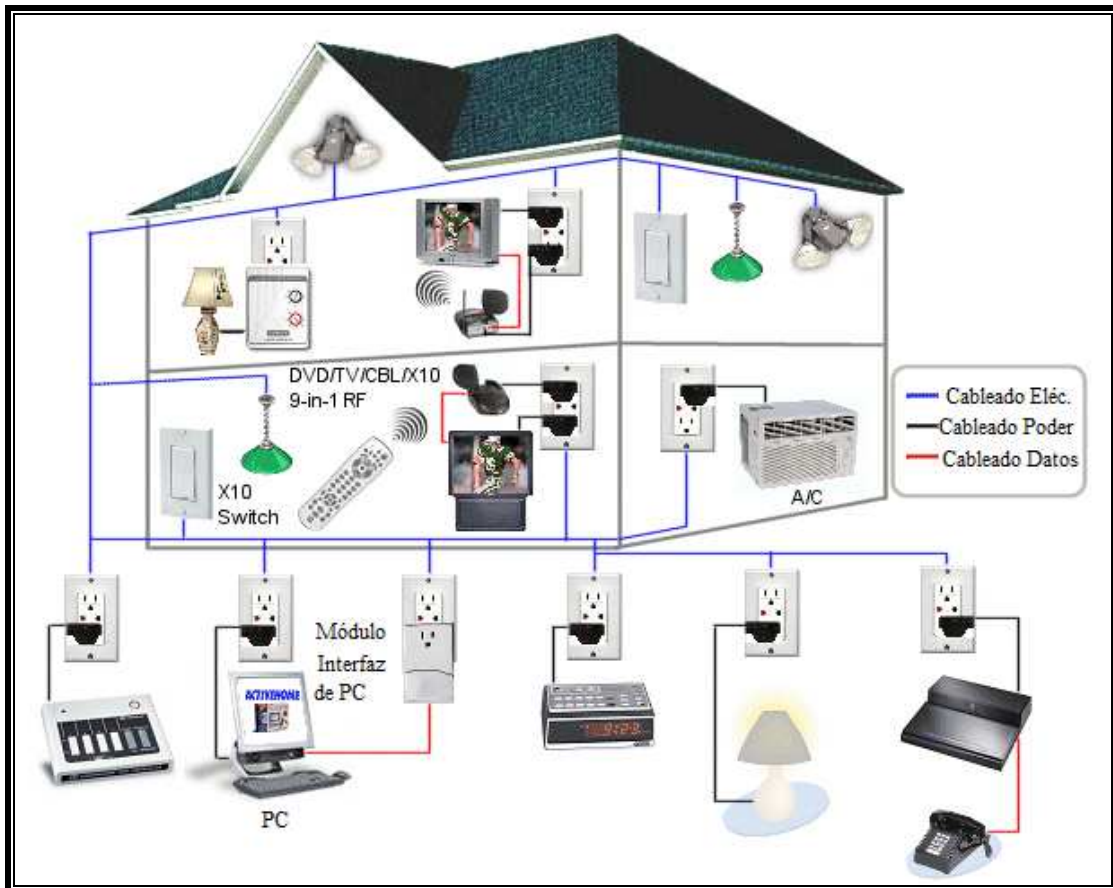 DVD/TV/CBL/X10
9-in-1 RF
Cableado Eléc.
Cableado Poder
Cableado Datos
X10
Switch
A/C
Módulo
Interfaz
de PC
ACTIVEHOME
PC